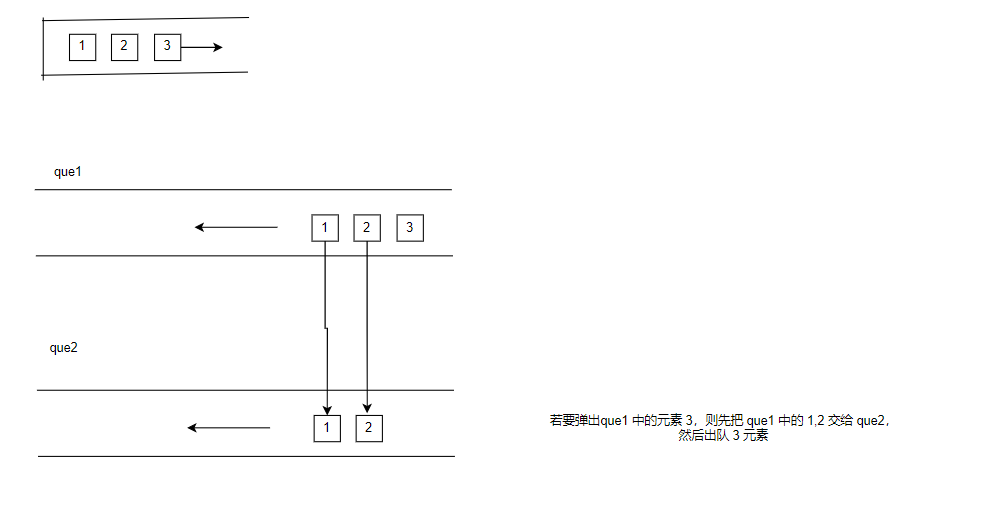 1 2 3
que1
1 2 3
que2
1 2
若要弹出que1 中的元素 3，则先把 que1 中的 1,2 交给 que2，
然后出队 3 元素